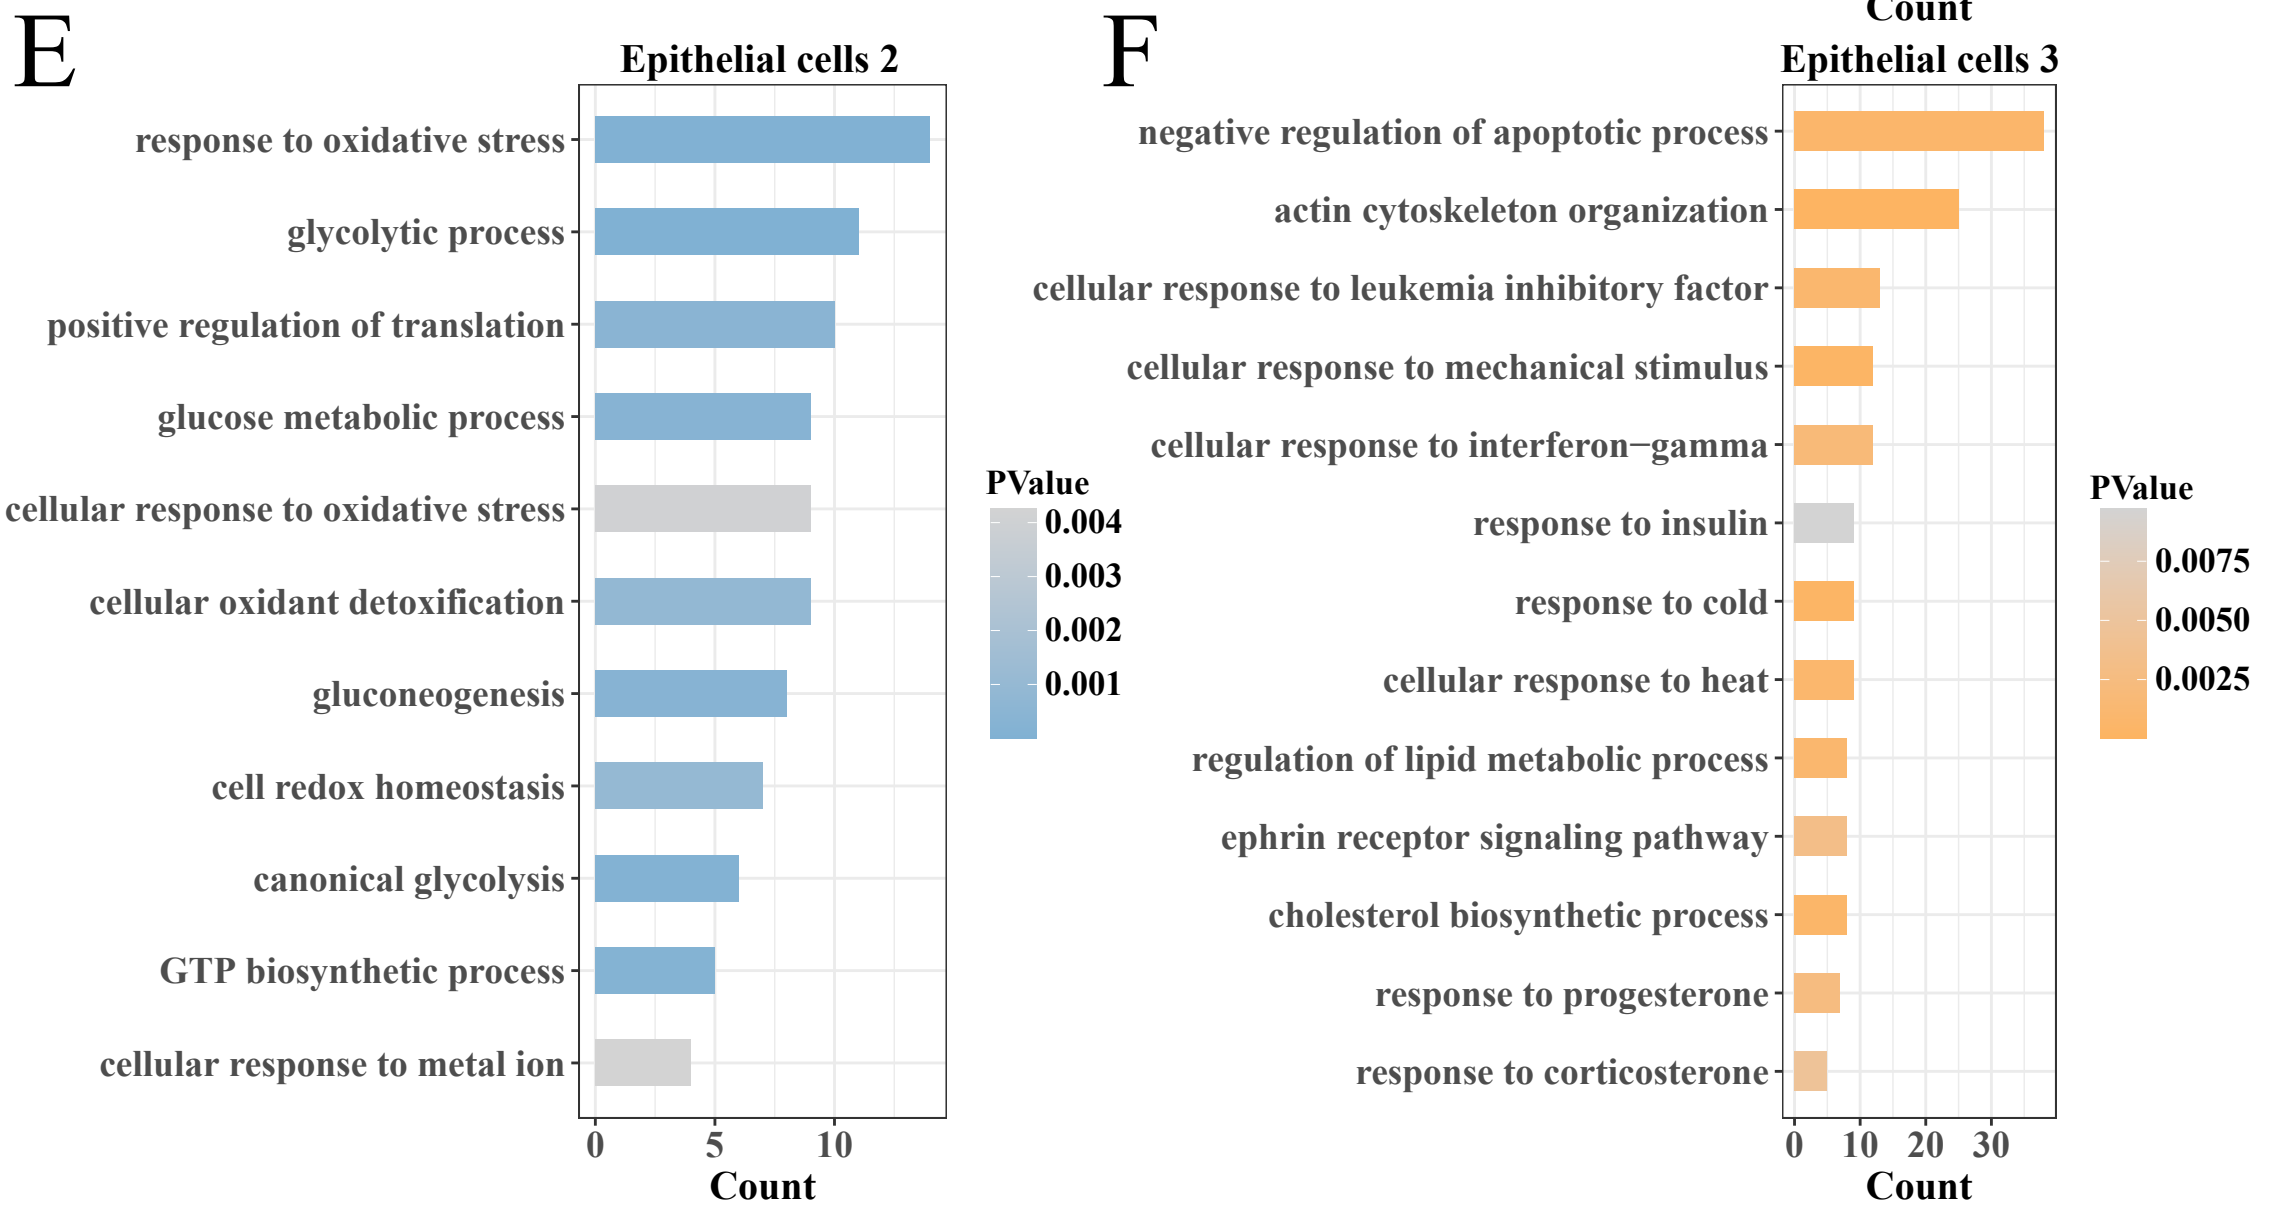 E
Epithelial cells 2
response to oxidative stress
glycolytic process
positive regulation of translation
glucose metabolic process
cellular response to oxidative stress
cellular oxidant detoxification
gluconeogenesis
cell redox homeostasis
canonical glycolysis
GTP biosynthetic process
cellular response to metal ion
0 5 10
Count
PValue
0.004
0.003
0.002
0.001
Count
F
Epithelial cells 3
negative regulation of apoptotic process
actin cytoskeleton organization
cellular response to leukemia inhibitory factor
cellular response to mechanical stimulus
cellular response to interferon−gamma
response to insulin
response to cold
cellular response to heat
regulation of lipid metabolic process
ephrin receptor signaling pathway
cholesterol biosynthetic process
response to progesterone
response to corticosterone
0 10 20 30
Count
PValue
0.0075
0.0050
0.0025